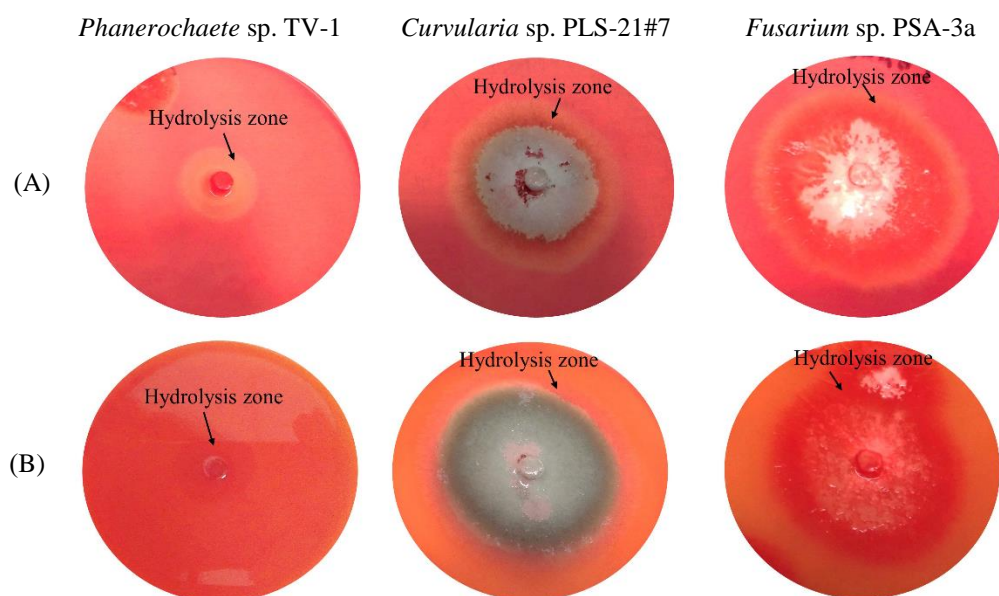 Phanerochaete sp. TV-1
Curvularia sp. PLS-21#7
Fusarium sp. PSA-3a
(A)
Hydrolysis zone
Hydrolysis zone
Hydrolysis zone
(B)
Hydrolysis zone
Hydrolysis zone
Hydrolysis zone